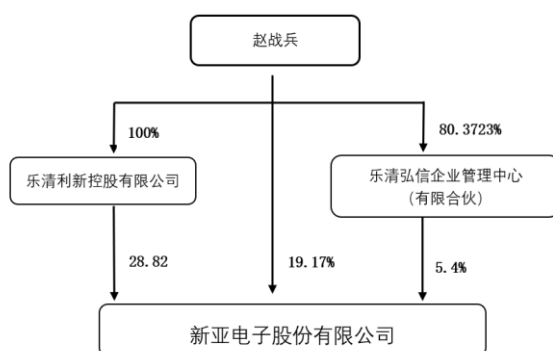 赵战兵
100%
80.3723%
乐清利新控股有限公司
乐清弘信企业管理中心
(有限合伙)
28.82
19.17%
5.4%
新亚电子股份有限公司